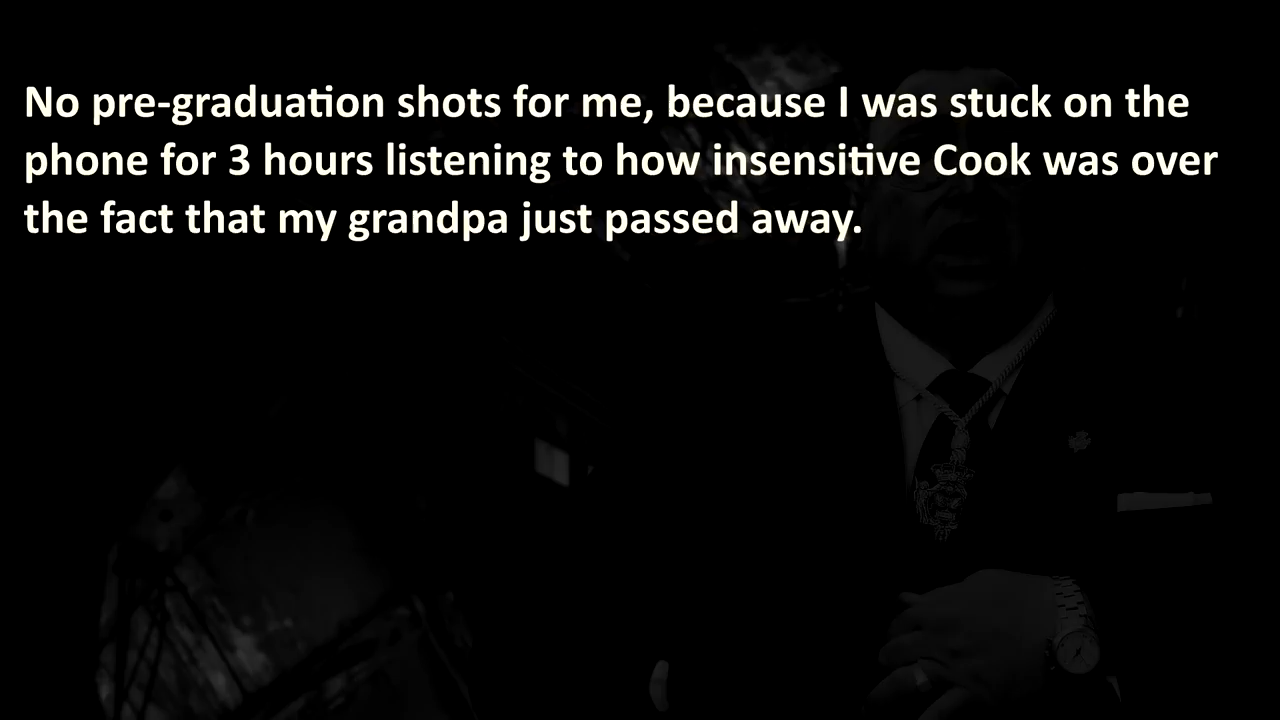 No pre-graduation shots for me, because I was stuck on the
phone for 3 hours listening to how insensitive Cook was over
the fact that my grandpa just passed away.